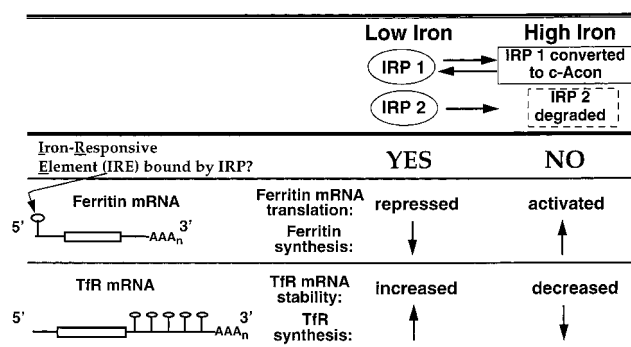 Low Iron High Iron
IRP 1 IRP 1 converted
to c-Acon
IRP 2 IRP 2
degraded
Iron-Responsive
Element (IRE) bound by IRP? YES NO
Ferritin mRNA
5' 3'
AAAn
Ferritin mRNA
translation: repressed activated
Ferritin
synthesis:
TfR mRNA
5' 3'
AAAn
TfR mRNA
stability: increased decreased
TfR
synthesis: